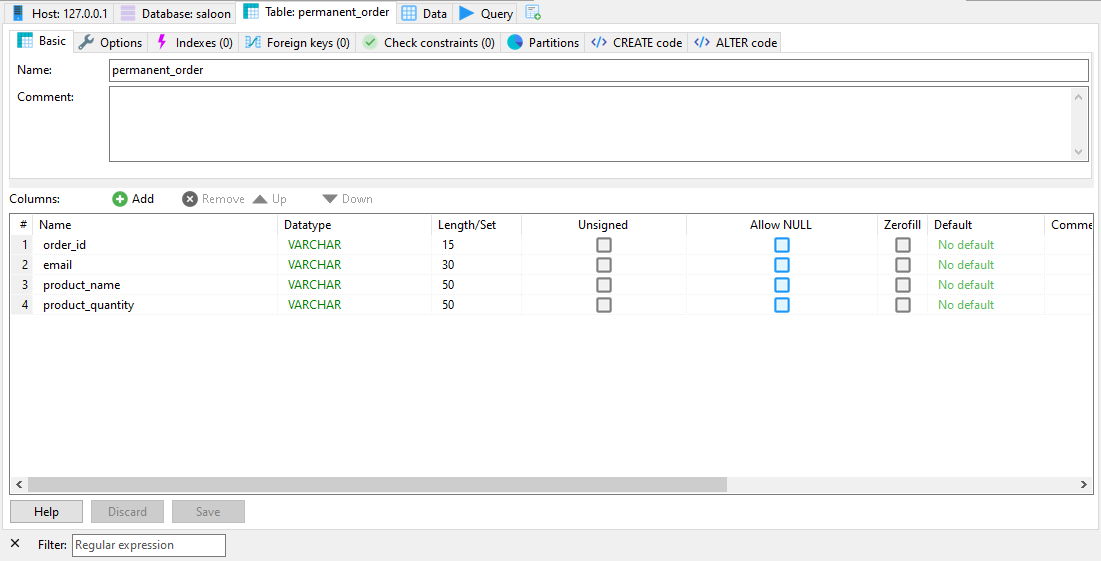 Host: 127.0.0.1 Database: saloon Table: permanent_order Data Query
Basic Options Indexes (0) Foreign keys (0) Check constraints (0) Partitions CREATE code ALTER code
Name: permanent_order
Comment:
Columns: Add Remove Up Down
# Name Datatype Length/Set Unsigned Allow NULL Zerofill Default Comme
1 order_id VARCHAR 15 No default
2 email VARCHAR 30 No default
3 product_name VARCHAR 50 No default
4 product_quantity VARCHAR 50 No default
Help Discard Save
Filter: Regular expression